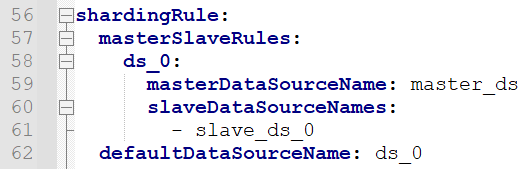 56 shardingRule:
57 masterSlaveRules:
58 ds_0:
59 masterDataSourceName: master_ds
60 slaveDataSourceNames:
61 - slave_ds_0
62 defaultDataSourceName: ds_0